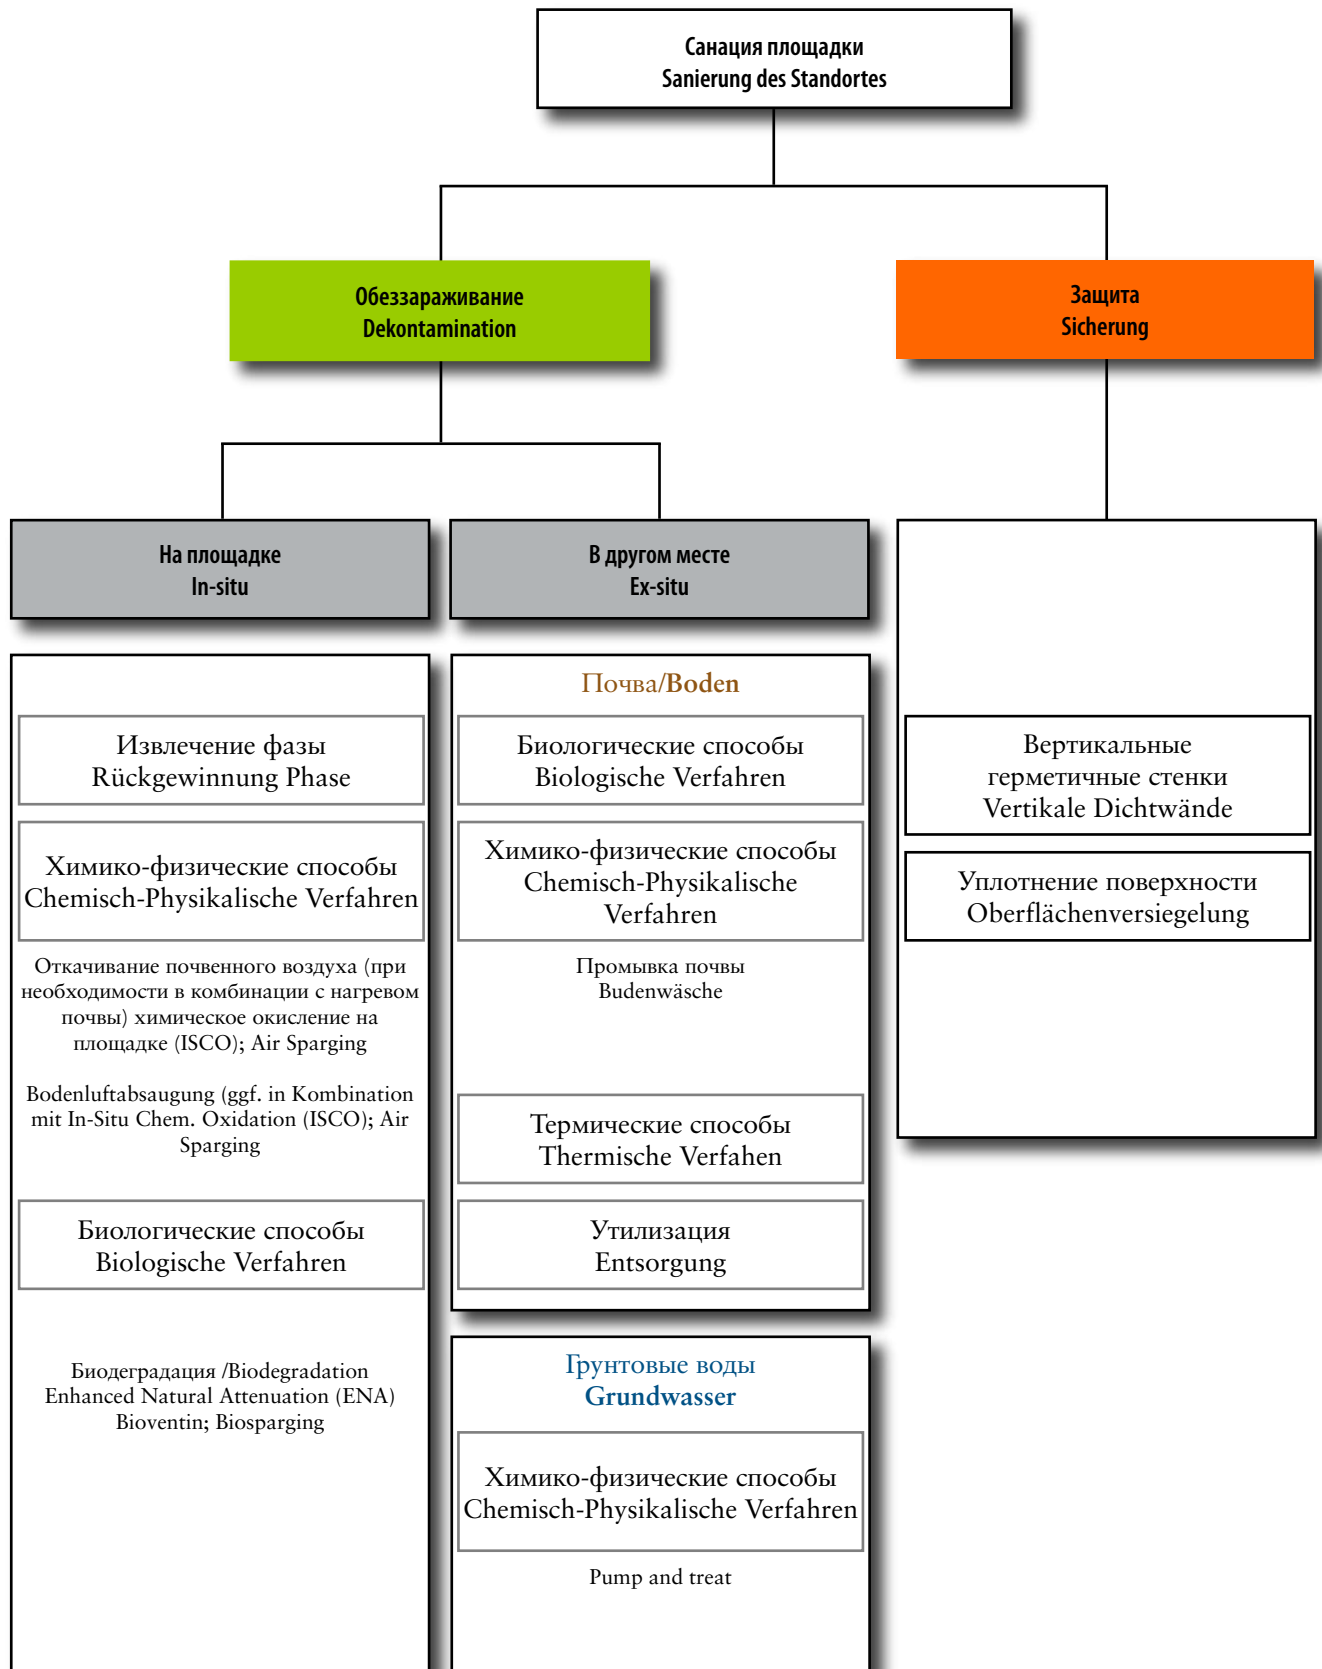 Санация площадки
Sanierung des Standortes
Обеззараживание
Dekontamination
Защита
Sicherung
На площадке
In-situ
В другом месте
Ex-situ
Извлечение фазы
Rückgewinnung Phase
Химико-физические способы
Chemisch-Physikalische Verfahren
Откачивание почвенного воздуха (при
необходимости в комбинации с нагревом
почвы) химическое окисление на
площадке (ISCO); Air Sparging
Bodenluftabsaugung (ggf. in Kombination
mit In-Situ Chem. Oxidation (ISCO); Air
Sparging
Биологические способы
Biologische Verfahren
Биодеградация /Biodegradation
Enhanced Natural Attenuation (ENA)
Bioventin; Biosparging
Почва/Boden
Биологические способы
Biologische Verfahren
Химико-физические способы
Chemisch-Physikalische
Verfahren
Промывка почвы
Budenwäsche
Термические способы
Thermische Verfahen
Утилизация
Entsorgung
Грунтовые воды
Grundwasser
Химико-физические способы
Chemisch-Physikalische Verfahren
Pump and treat
Вертикальные
герметичные стенки
Vertikale Dichtwände
Уплотнение поверхности
Oberflächenversiegelung